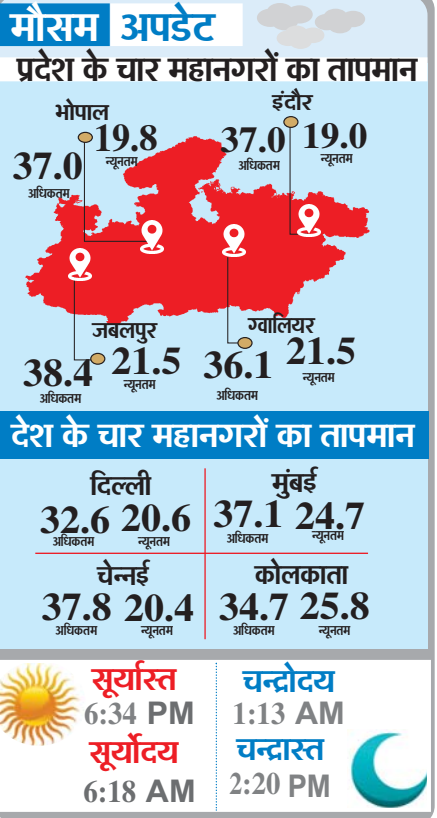 मौसम अपडेट
प्रदेश के चार महानगरों का तापमान
भोपाल
37.0 19.8
अधिकतम न्यूनतम
इंदौर
37.0 19.0
अधिकतम न्यूनतम
जबलपुर
38.4 21.5
अधिकतम न्यूनतम
ग्वालियर
36.1 21.5
अधिकतम न्यूनतम
देश के चार महानगरों का तापमान
दिल्ली
32.6 20.6
अधिकतम न्यूनतम
मुंबई
37.1 24.7
अधिकतम न्यूनतम
चेन्नई
37.8 20.4
अधिकतम न्यूनतम
कोलकाता
34.7 25.8
अधिकतम न्यूनतम
सूर्यास्त
6:34 PM
सूर्योदय
6:18 AM
चन्द्रोदय
1:13 AM
चन्द्रास्त
2:20 PM